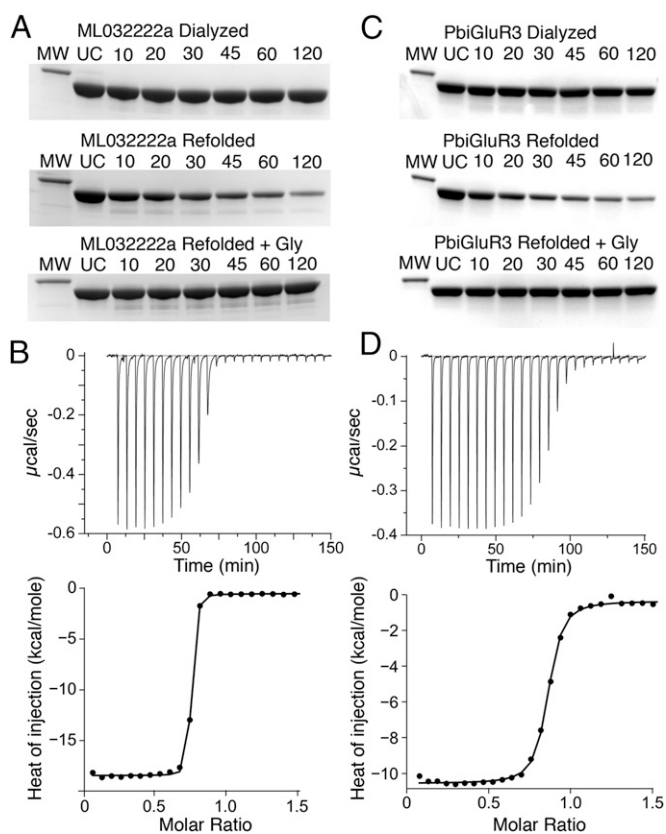 A
ML032222a Dialyzed
MW UC 10 20 30 45 60 120
ML032222a Refolded
MW UC 10 20 30 45 60 120
ML032222a Refolded + Gly
MW UC 10 20 30 45 60 120
C
PbiGluR3 Dialyzed
MW UC 10 20 30 45 60 120
PbiGluR3 Refolded
MW UC 10 20 30 45 60 120
PbiGluR3 Refolded + Gly
MW UC 10 20 30 45 60 120
B
0
-0.2
-0.4
-0.6
µcal/sec
0 50 100 150
Time (min)
0
−5
−10
−15
Heat of injection (kcal/mole)
0 0.5 1.0 1.5
Molar Ratio
D
0
-0.1
-0.2
-0.3
-0.4
µcal/sec
0 50 100 150
Time (min)
0
−2
−4
−6
−8
−10
Heat of injection (kcal/mole)
0 0.5 1.0 1.5
Molar Ratio